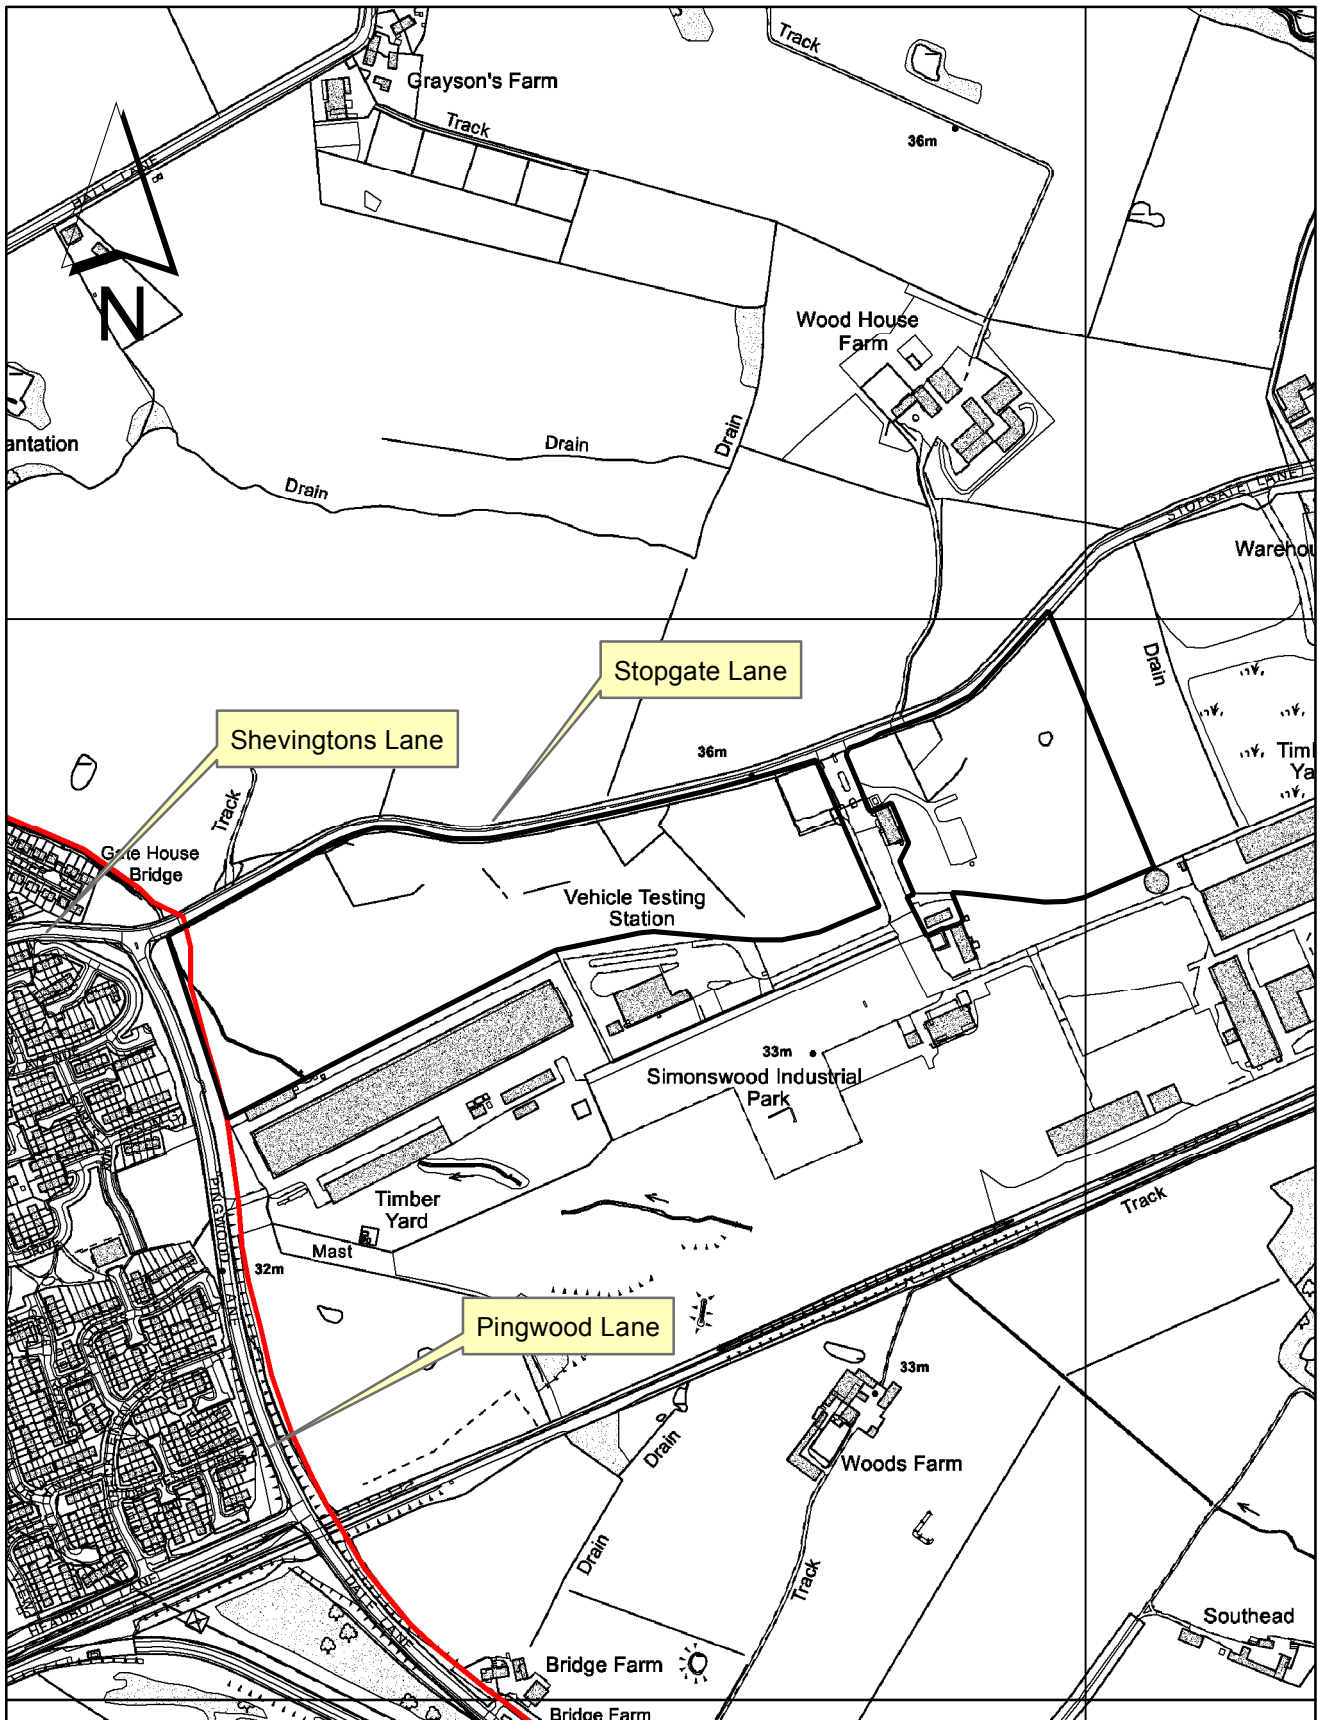 Track
Grayson's Farm
Track
36m
N
Wood House
Farm
antation
Drain
Drain
Drain
STOPGATE LANE
Warehou
Drain
Stopgate Lane
Shevingtons Lane
36m
Timb
Ya
Track
Gate House
Bridge
Vehicle Testing
Station
33m
Simonswood Industrial
Park
Timber
Yard
Mast
PINGWOOD LANE
32m
Track
Pingwood Lane
33m
Drain
Woods Farm
Drain
Track
Southead
Bridge Farm
Bridge Farm